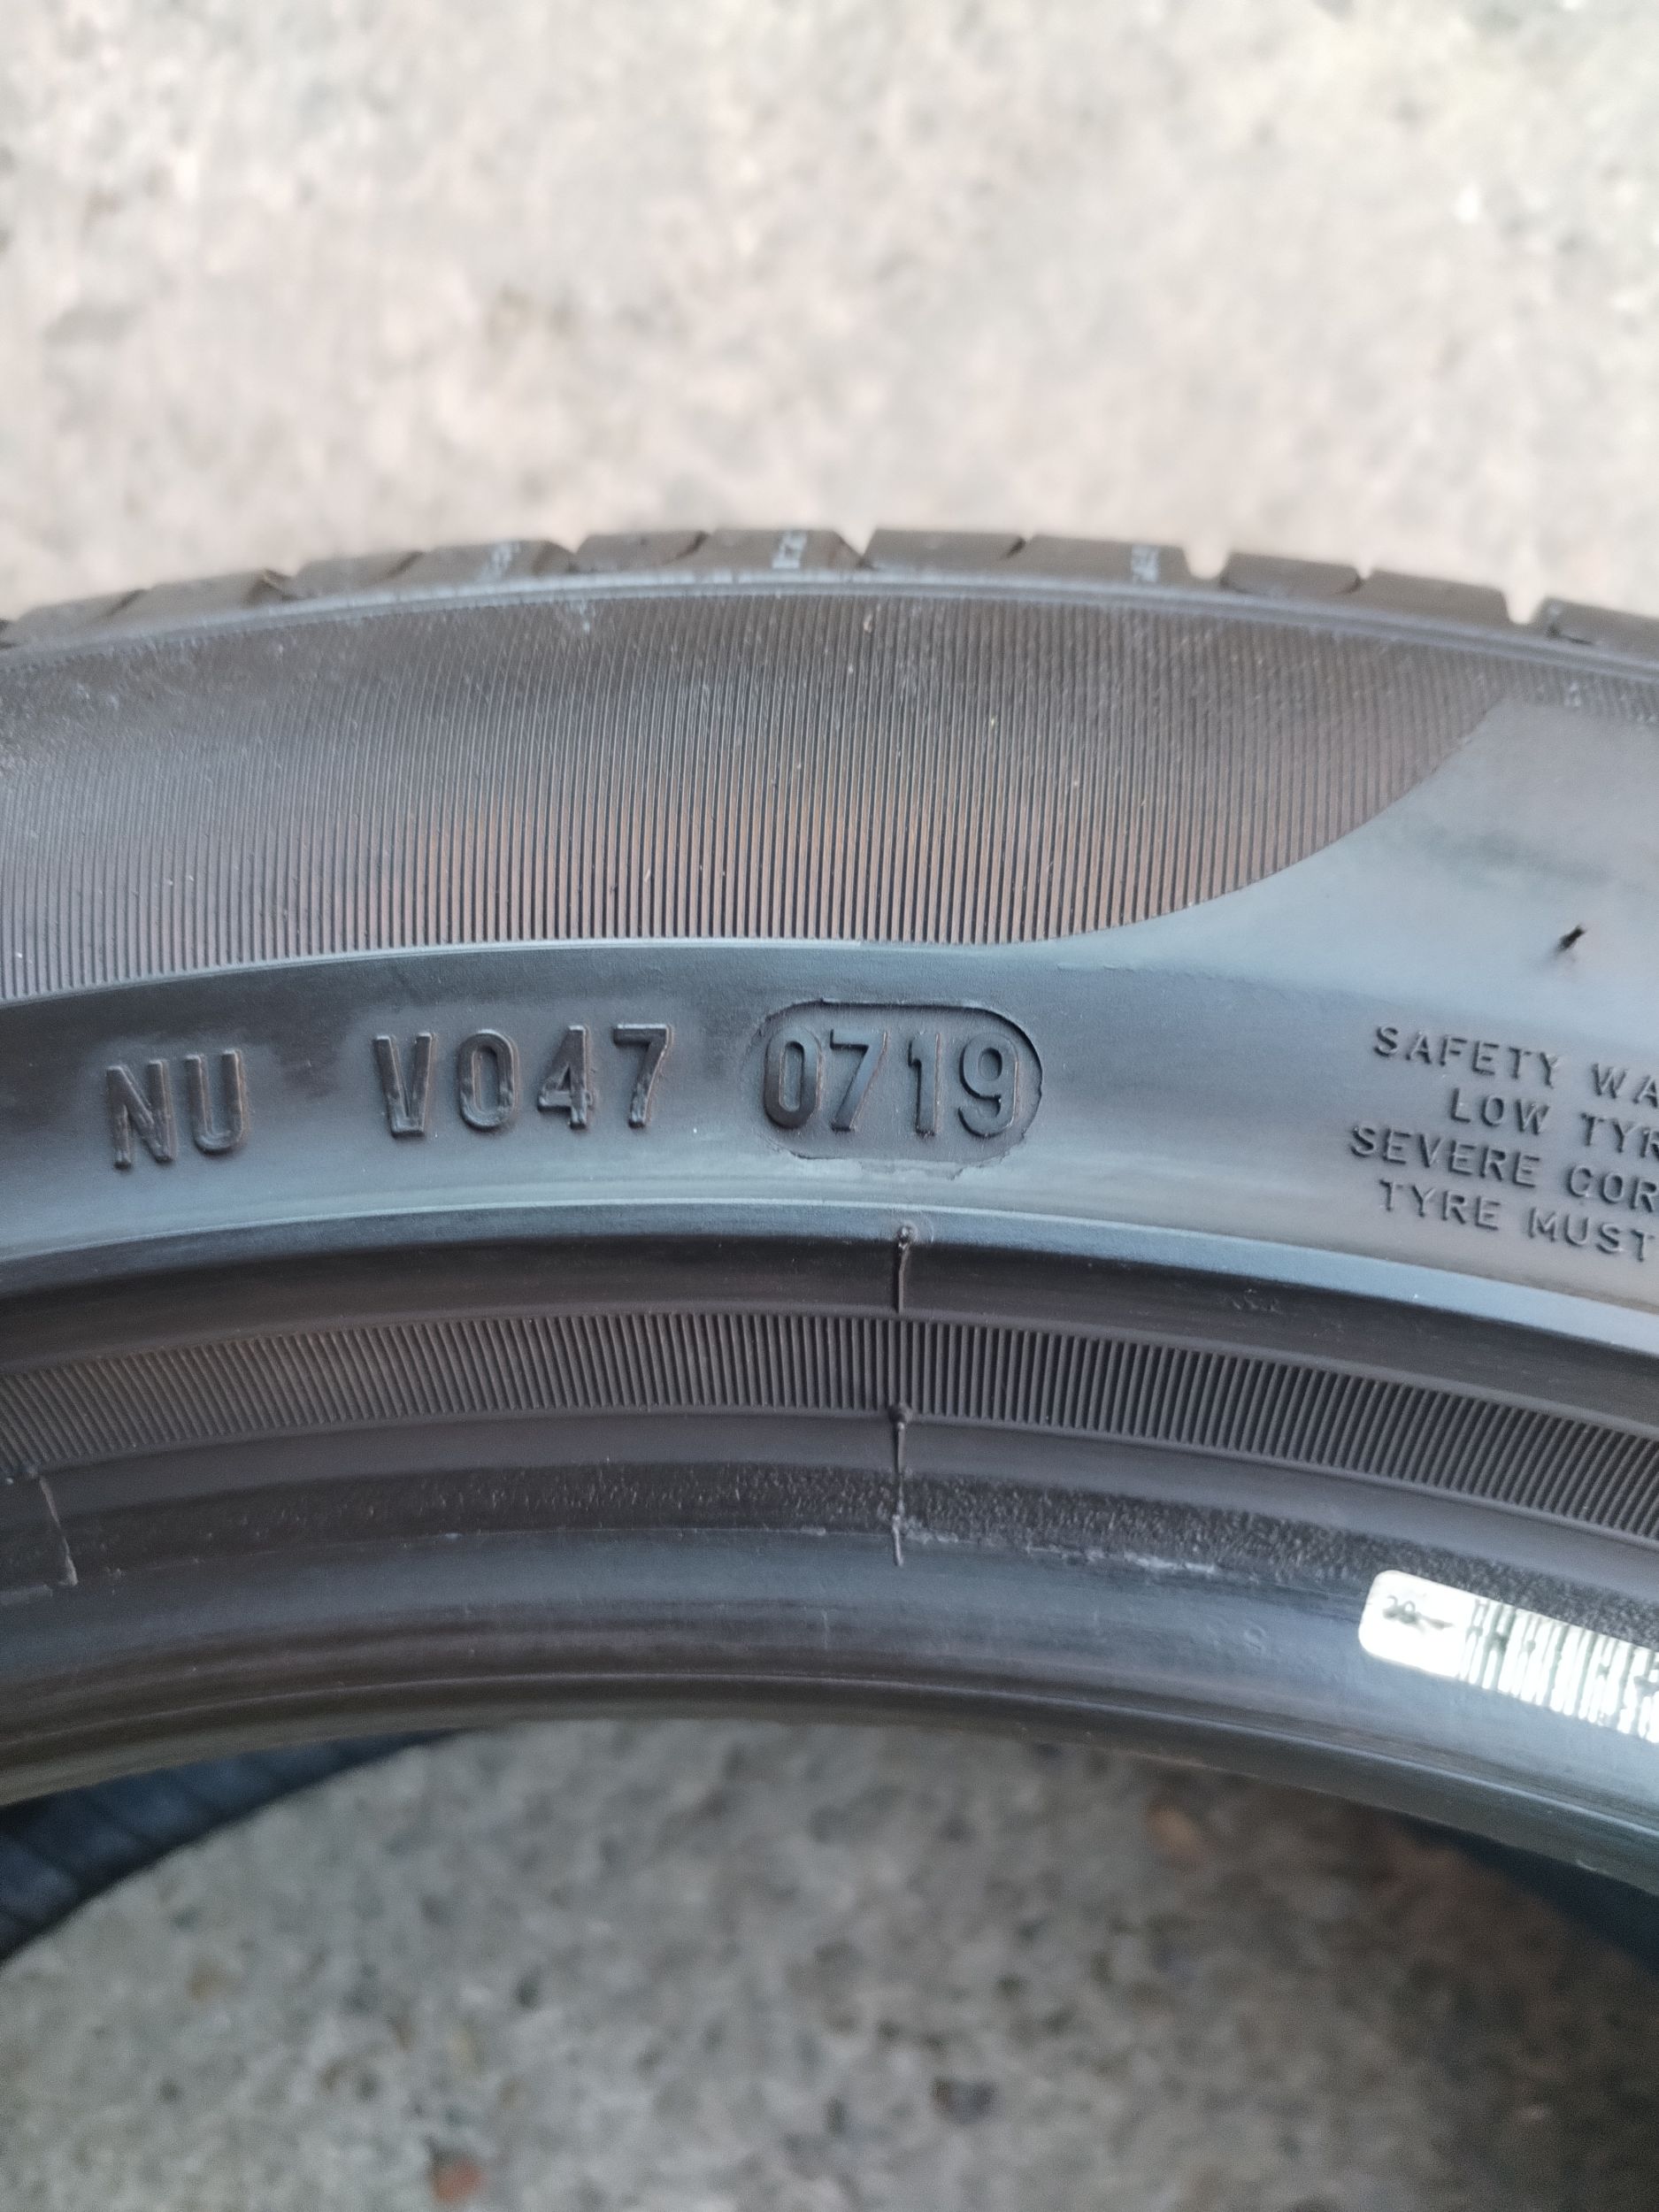 NU V047 0719
SAFETY WA
LOW TYR
SEVERE COR
TYRE MUST